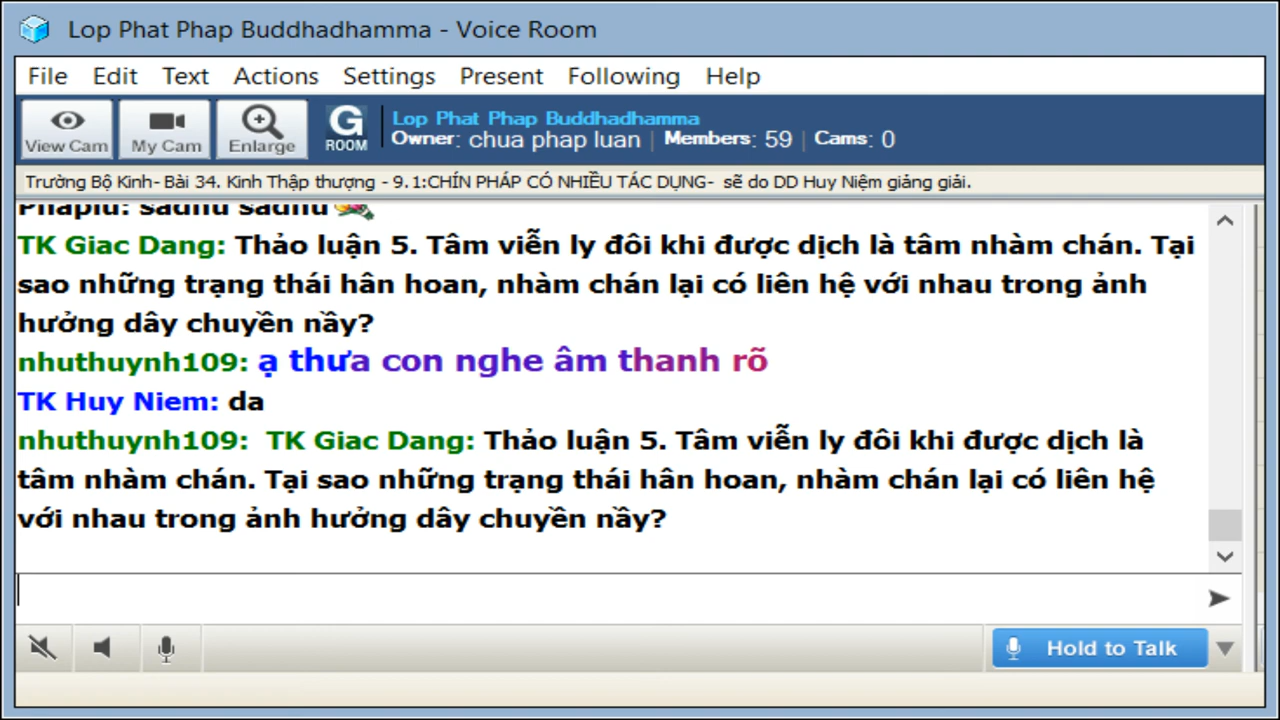 Lop Phat Phap Buddhadhamma - Voice Room
File Edit Text Actions Settings Present Following Help
View Cam My Cam Enlarge G ROOM
Lop Phat Phap Buddhadhamma
Owner: chua phap luan | Members: 59 | Cams: 0
Trường Bộ Kinh- Bài 34. Kinh Thập thượng - 9.1:CHÍN PHÁP CÓ NHIỀU TÁC DỤNG- sẽ do DD Huy Niệm giảng giải.
Phaplu: sadhu sadhu
TK Giac Dang: Thảo luận 5. Tâm viễn ly đôi khi được dịch là tâm nhàm chán. Tại
sao những trạng thái hân hoan, nhàm chán lại có liên hệ với nhau trong ảnh
hưởng dây chuyền nầy?
nhuthuynh109: ạ thưa con nghe âm thanh rõ
TK Huy Niem: da
nhuthuynh109: TK Giac Dang: Thảo luận 5. Tâm viễn ly đôi khi được dịch là
tâm nhàm chán. Tại sao những trạng thái hân hoan, nhàm chán lại có liên hệ
với nhau trong ảnh hưởng dây chuyền nầy?
Hold to Talk